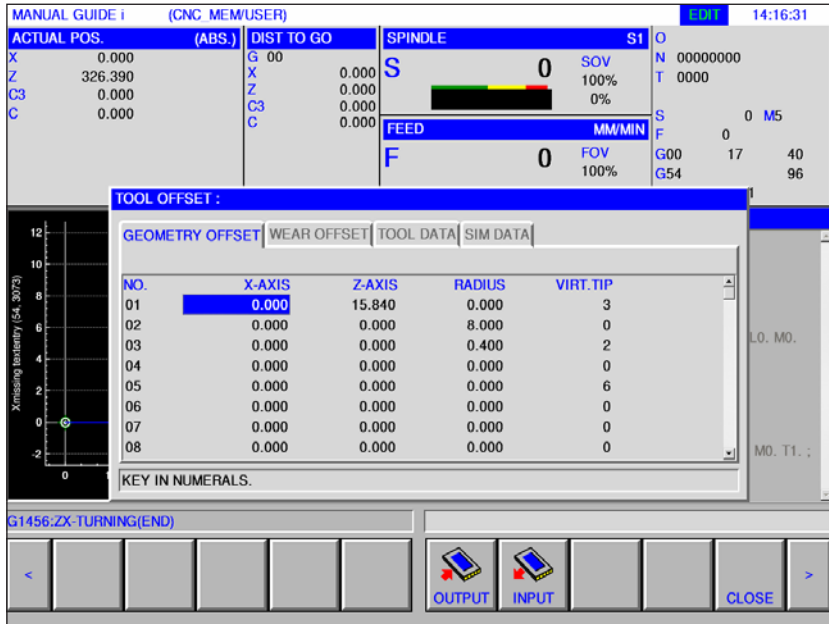 MANUAL GUIDE i (CNC_MEM/USER) EDIT 14:16:31
ACTUAL POS. (ABS.) DIST TO GO SPINDLE S1 O
X 0.000 G 00 S 0 SOV N 00000000
Z 326.390 X 0.000 100% T 0000
C3 0.000 Z 0.000 0%
C 0.000 C3 0.000 S 0 M5
C 0.000 FEED MM/MIN F 0
F 0 FOV G00 17 40
100% G54 96
1
TOOL OFFSET :
GEOMETRY OFFSET WEAR OFFSET TOOL DATA SIM DATA
NO. X-AXIS Z-AXIS RADIUS VIRT.TIP
01 0.000 15.840 0.000 3
02 0.000 0.000 8.000 0
03 0.000 0.000 0.400 2
04 0.000 0.000 0.000 0
05 0.000 0.000 0.000 6
06 0.000 0.000 0.000 0
07 0.000 0.000 0.000 0
08 0.000 0.000 0.000 0
KEY IN NUMERALS.
Xmissing textentry (54, 3073)
12
10
8
6
4
2
0
-2
0
L0. M0.
M0. T1. ;
G1456:ZX-TURNING(END)
< OUTPUT INPUT CLOSE >